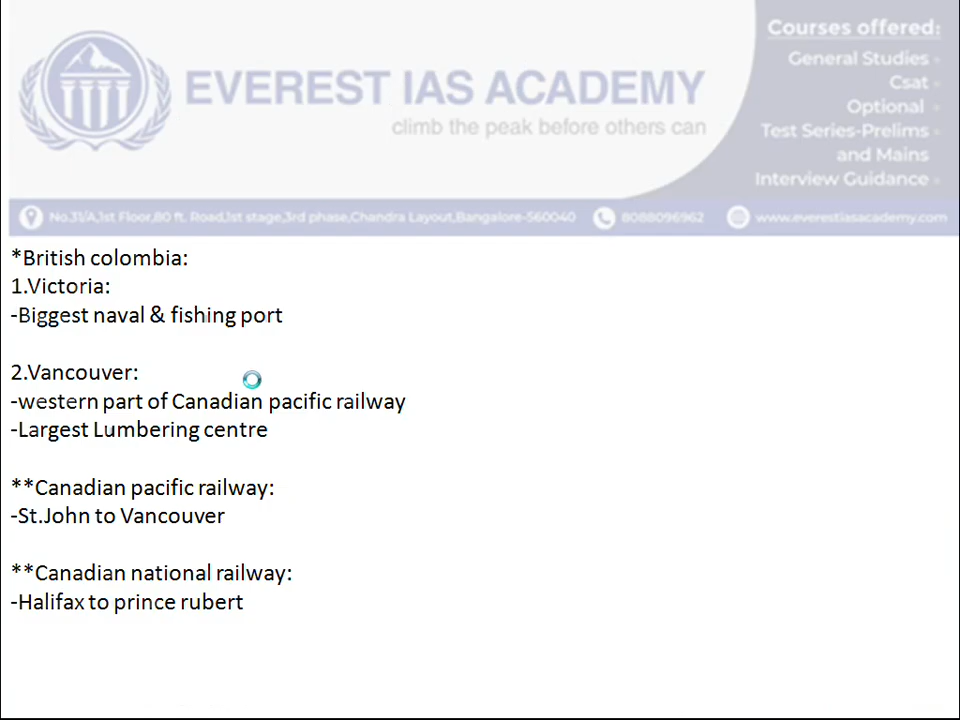 EVEREST IAS ACADEMY
climb the peak before others can
Courses offered:
General Studies
Csat
Optional
Test Series-Prelims
and Mains
Interview Guidance
No.31/A,1st Floor,80 ft. Road,1st stage,3rd phase,Chandra Layout,Bangalore-560040
8088096962
www.everestiasacademy.com
*British colombia:
1.Victoria:
-Biggest naval & fishing port
2.Vancouver:
-western part of Canadian pacific railway
-Largest Lumbering centre
**Canadian pacific railway:
-St.John to Vancouver
**Canadian national railway:
-Halifax to prince rubert